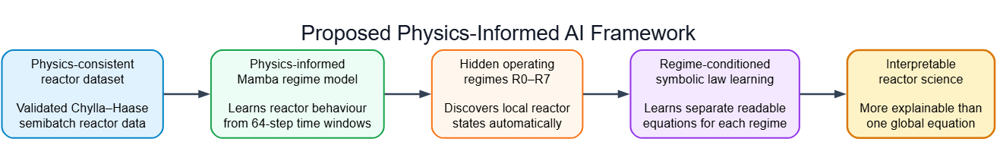 Proposed Physics-Informed AI Framework
Physics-consistent
reactor dataset
Validated Chylla–Haase
semibatch reactor data
Physics-informed
Mamba regime model
Learns reactor behaviour
from 64-step time windows
Hidden operating
regimes R0–R7
Discovers local reactor
states automatically
Regime-conditioned
symbolic law learning
Learns separate readable
equations for each regime
Interpretable
reactor science
More explainable than
one global equation